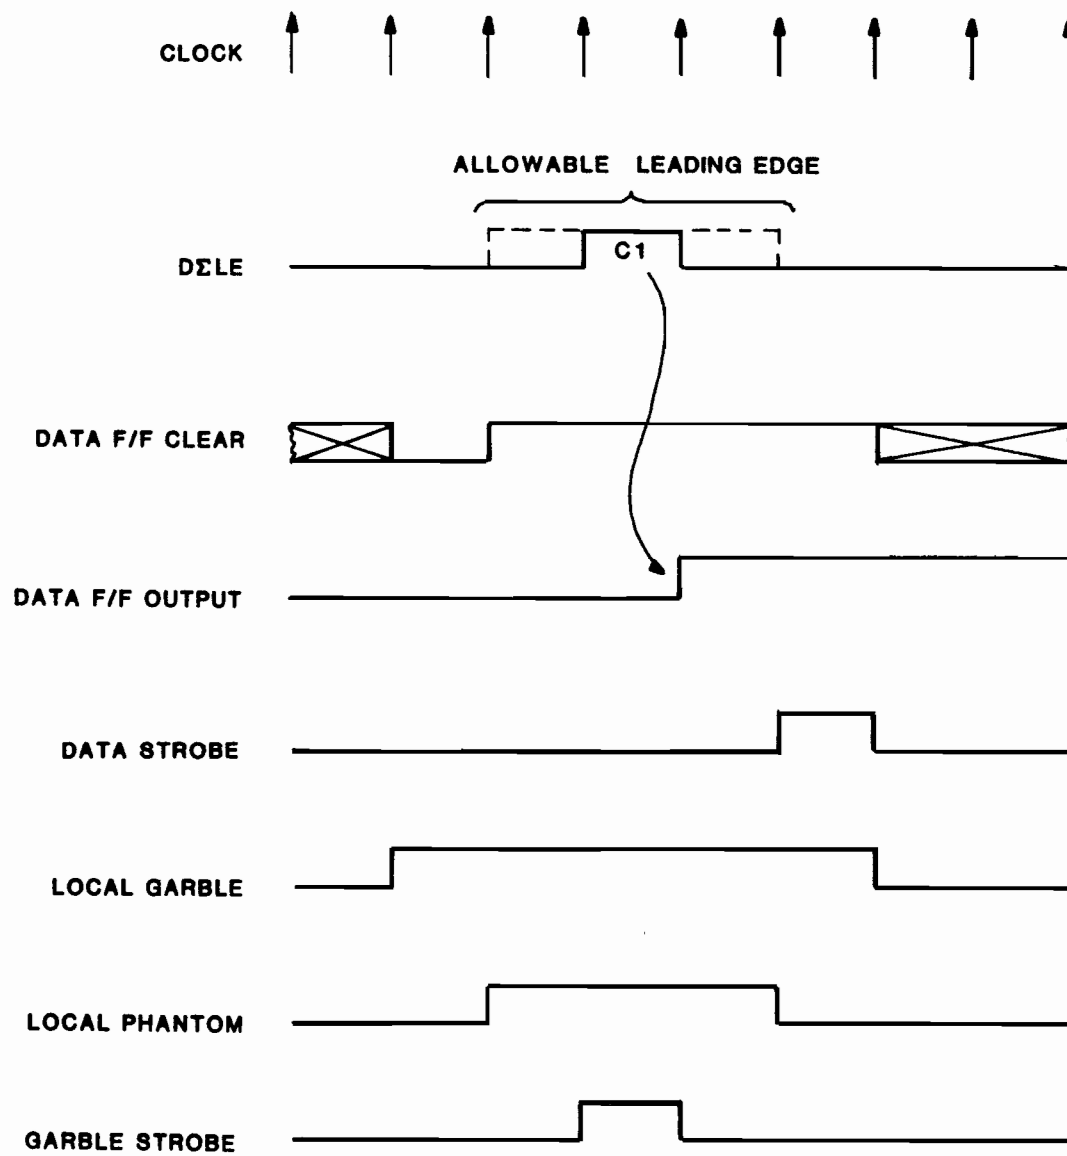 CLOCK
ALLOWABLE LEADING EDGE
DΣLE
C1
DATA F/F CLEAR
DATA F/F OUTPUT
DATA STROBE
LOCAL GARBLE
LOCAL PHANTOM
GARBLE STROBE